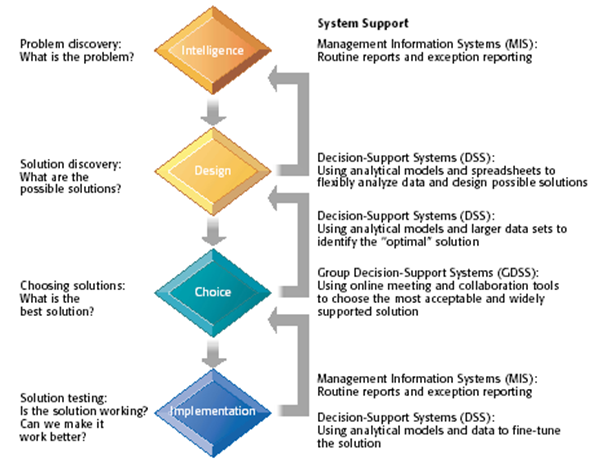 System Support
Problem discovery:
What is the problem?
Intelligence
Management Information Systems (MIS):
Routine reports and exception reporting
Solution discovery:
What are the
possible solutions?
Design
Decision-Support Systems (DSS):
Using analytical models and spreadsheets to
flexibly analyze data and design possible solutions
Decision-Support Systems (DSS):
Using analytical models and larger data sets to
identify the “optimal” solution
Choosing solutions:
What is the
best solution?
Choice
Group Decision-Support Systems (GDSS):
Using online meeting and collaboration tools
to choose the most acceptable and widely
supported solution
Solution testing:
Is the solution working?
Can we make it
work better?
Implementation
Management Information Systems (MIS):
Routine reports and exception reporting
Decision-Support Systems (DSS):
Using analytical models and data to fine-tune
the solution